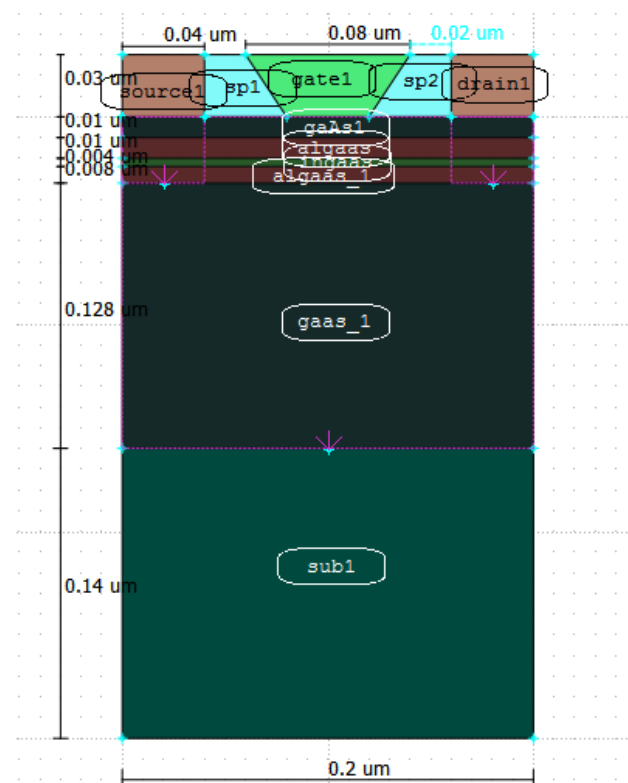 0.04 um
0.08 um
0.02 um
0.03 um
source1
sp1
gate1
sp2
drain1
0.01 um
gaAs1
0.01 um
algaas
0.004 um
ingaas
0.008 um
algaas_1
0.128 um
gaas_1
sub1
0.14 um
0.2 um